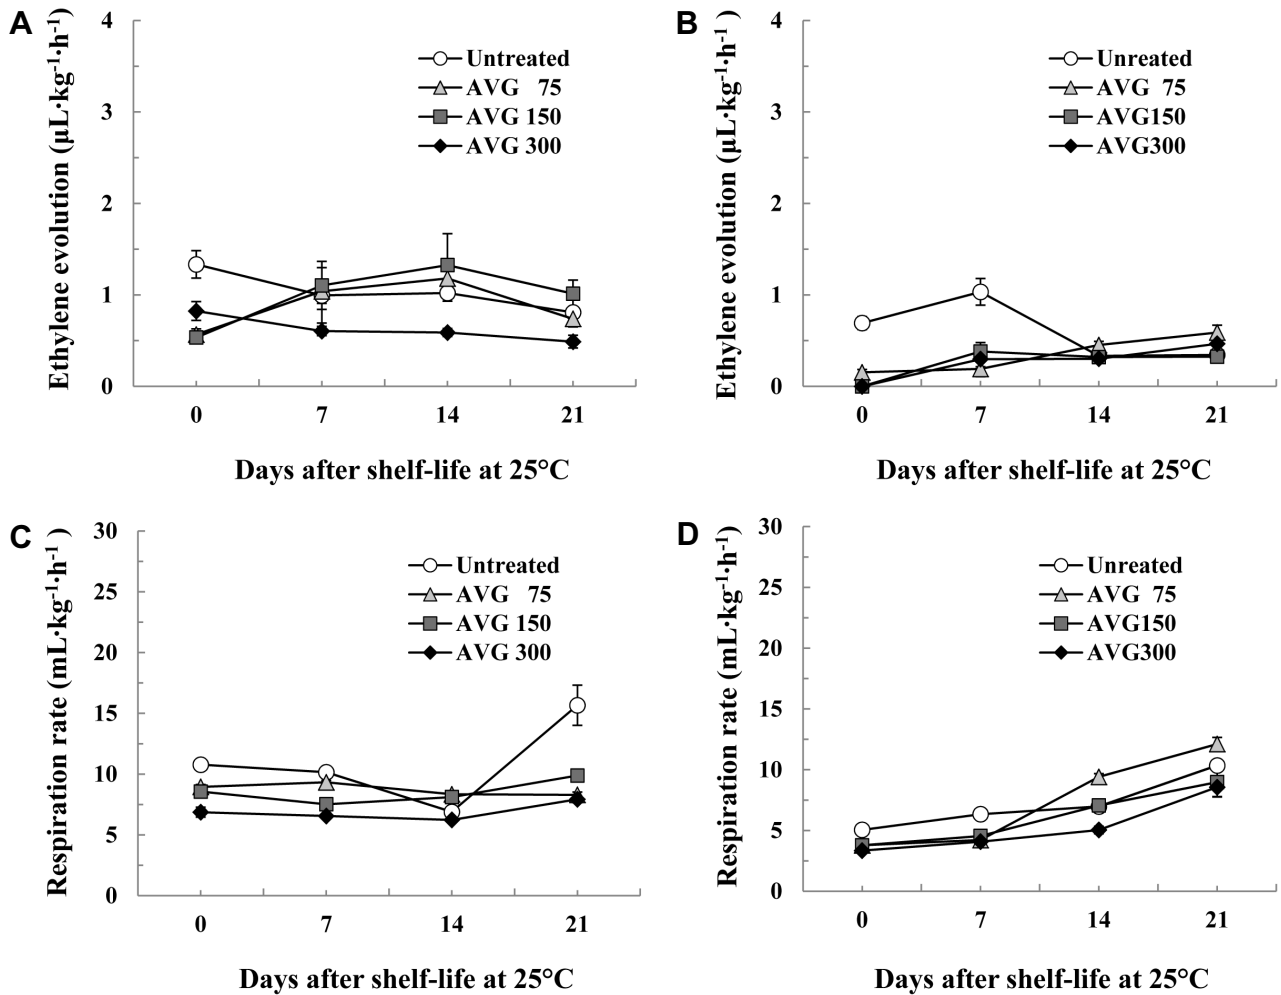 A
Ethylene evolution (μL·kg⁻¹·h⁻¹)
4
3
2
1
0
Untreated
AVG 75
AVG 150
AVG 300
0 7 14 21
Days after shelf-life at 25°C
B
Ethylene evolution (μL·kg⁻¹·h⁻¹)
4
3
2
1
0
Unreated
AVG 75
AVG150
AVG300
0 7 14 21
Days after shelf-life at 25°C
C
Respiration rate (mL·kg⁻¹·h⁻¹)
30
25
20
15
10
5
0
Untreated
AVG 75
AVG 150
AVG 300
0 7 14 21
Days after shelf-life at 25°C
D
Respiration rate (mL·kg⁻¹·h⁻¹)
30
25
20
15
10
5
0
Unreated
AVG 75
AVG150
AVG300
0 7 14 21
Days after shelf-life at 25°C